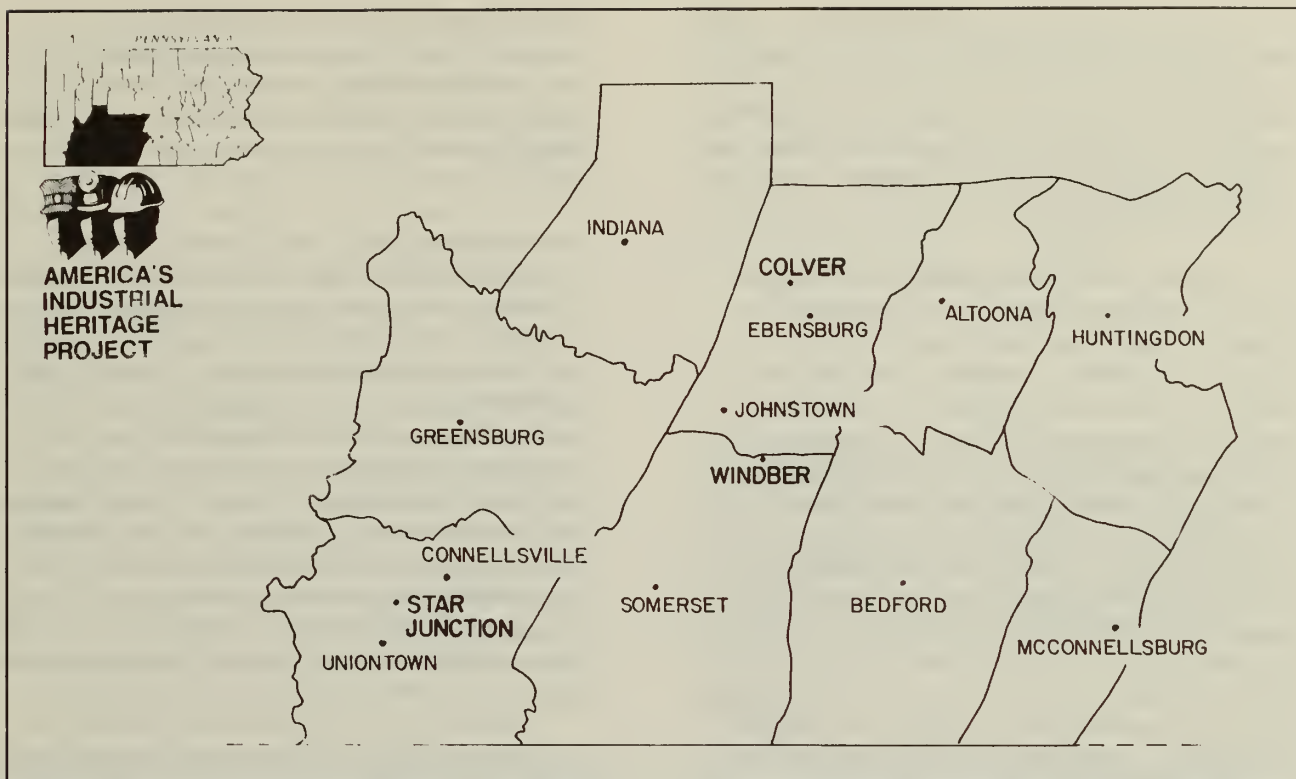 PENNSYLVANIA
AMERICA'S
INDUSTRIAL
HERITAGE
PROJECT
INDIANA
COLVER
EBENSBURG
ALTOONA
HUNTINGDON
JOHNSTOWN
GREENSBURG
WINDBER
CONNELLSVILLE
STAR
JUNCTION
UNIONTOWN
SOMERSET
BEDFORD
MCCONNELLSBURG